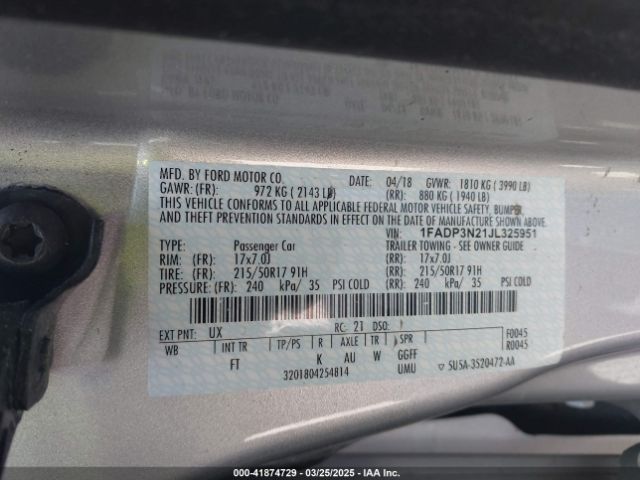 MFD. BY FORD MOTOR CO.
DATE: 04/18 GVWR: 1810 KG ( 3990 LB)
GAWR: (FR): 972 KG ( 2143 LB) (RR): 880 KG ( 1940 LB)
THIS VEHICLE CONFORMS TO ALL APPLICABLE FEDERAL MOTOR VEHICLE SAFETY, BUMPER
AND THEFT PREVENTION STANDARDS IN EFFECT ON THE DATE OF MANUFACTURE SHOWN ABOVE.
VIN: 1FADP3N21JL325951
TYPE: Passenger Car TRAILER TOWING - SEE OWNER GUIDE
RIM: (FR): 17x7.0J (RR): 17x7.0J
TIRE: (FR): 215/50R17 91H (RR): 215/50R17 91H
PRESSURE: (FR): 240 kPa/ 35 PSI COLD (RR): 240 kPa/ 35 PSI COLD
EXT PNT: UX RC: 21 DSO: F0045
R0045
WB INT TR TP/PS R AXLE TR SPR
FT K AU W GGFF
UMU
3201804254814
5U5A-3520472-AA
000-41874729 — 03/25/2025 — IAA Inc.